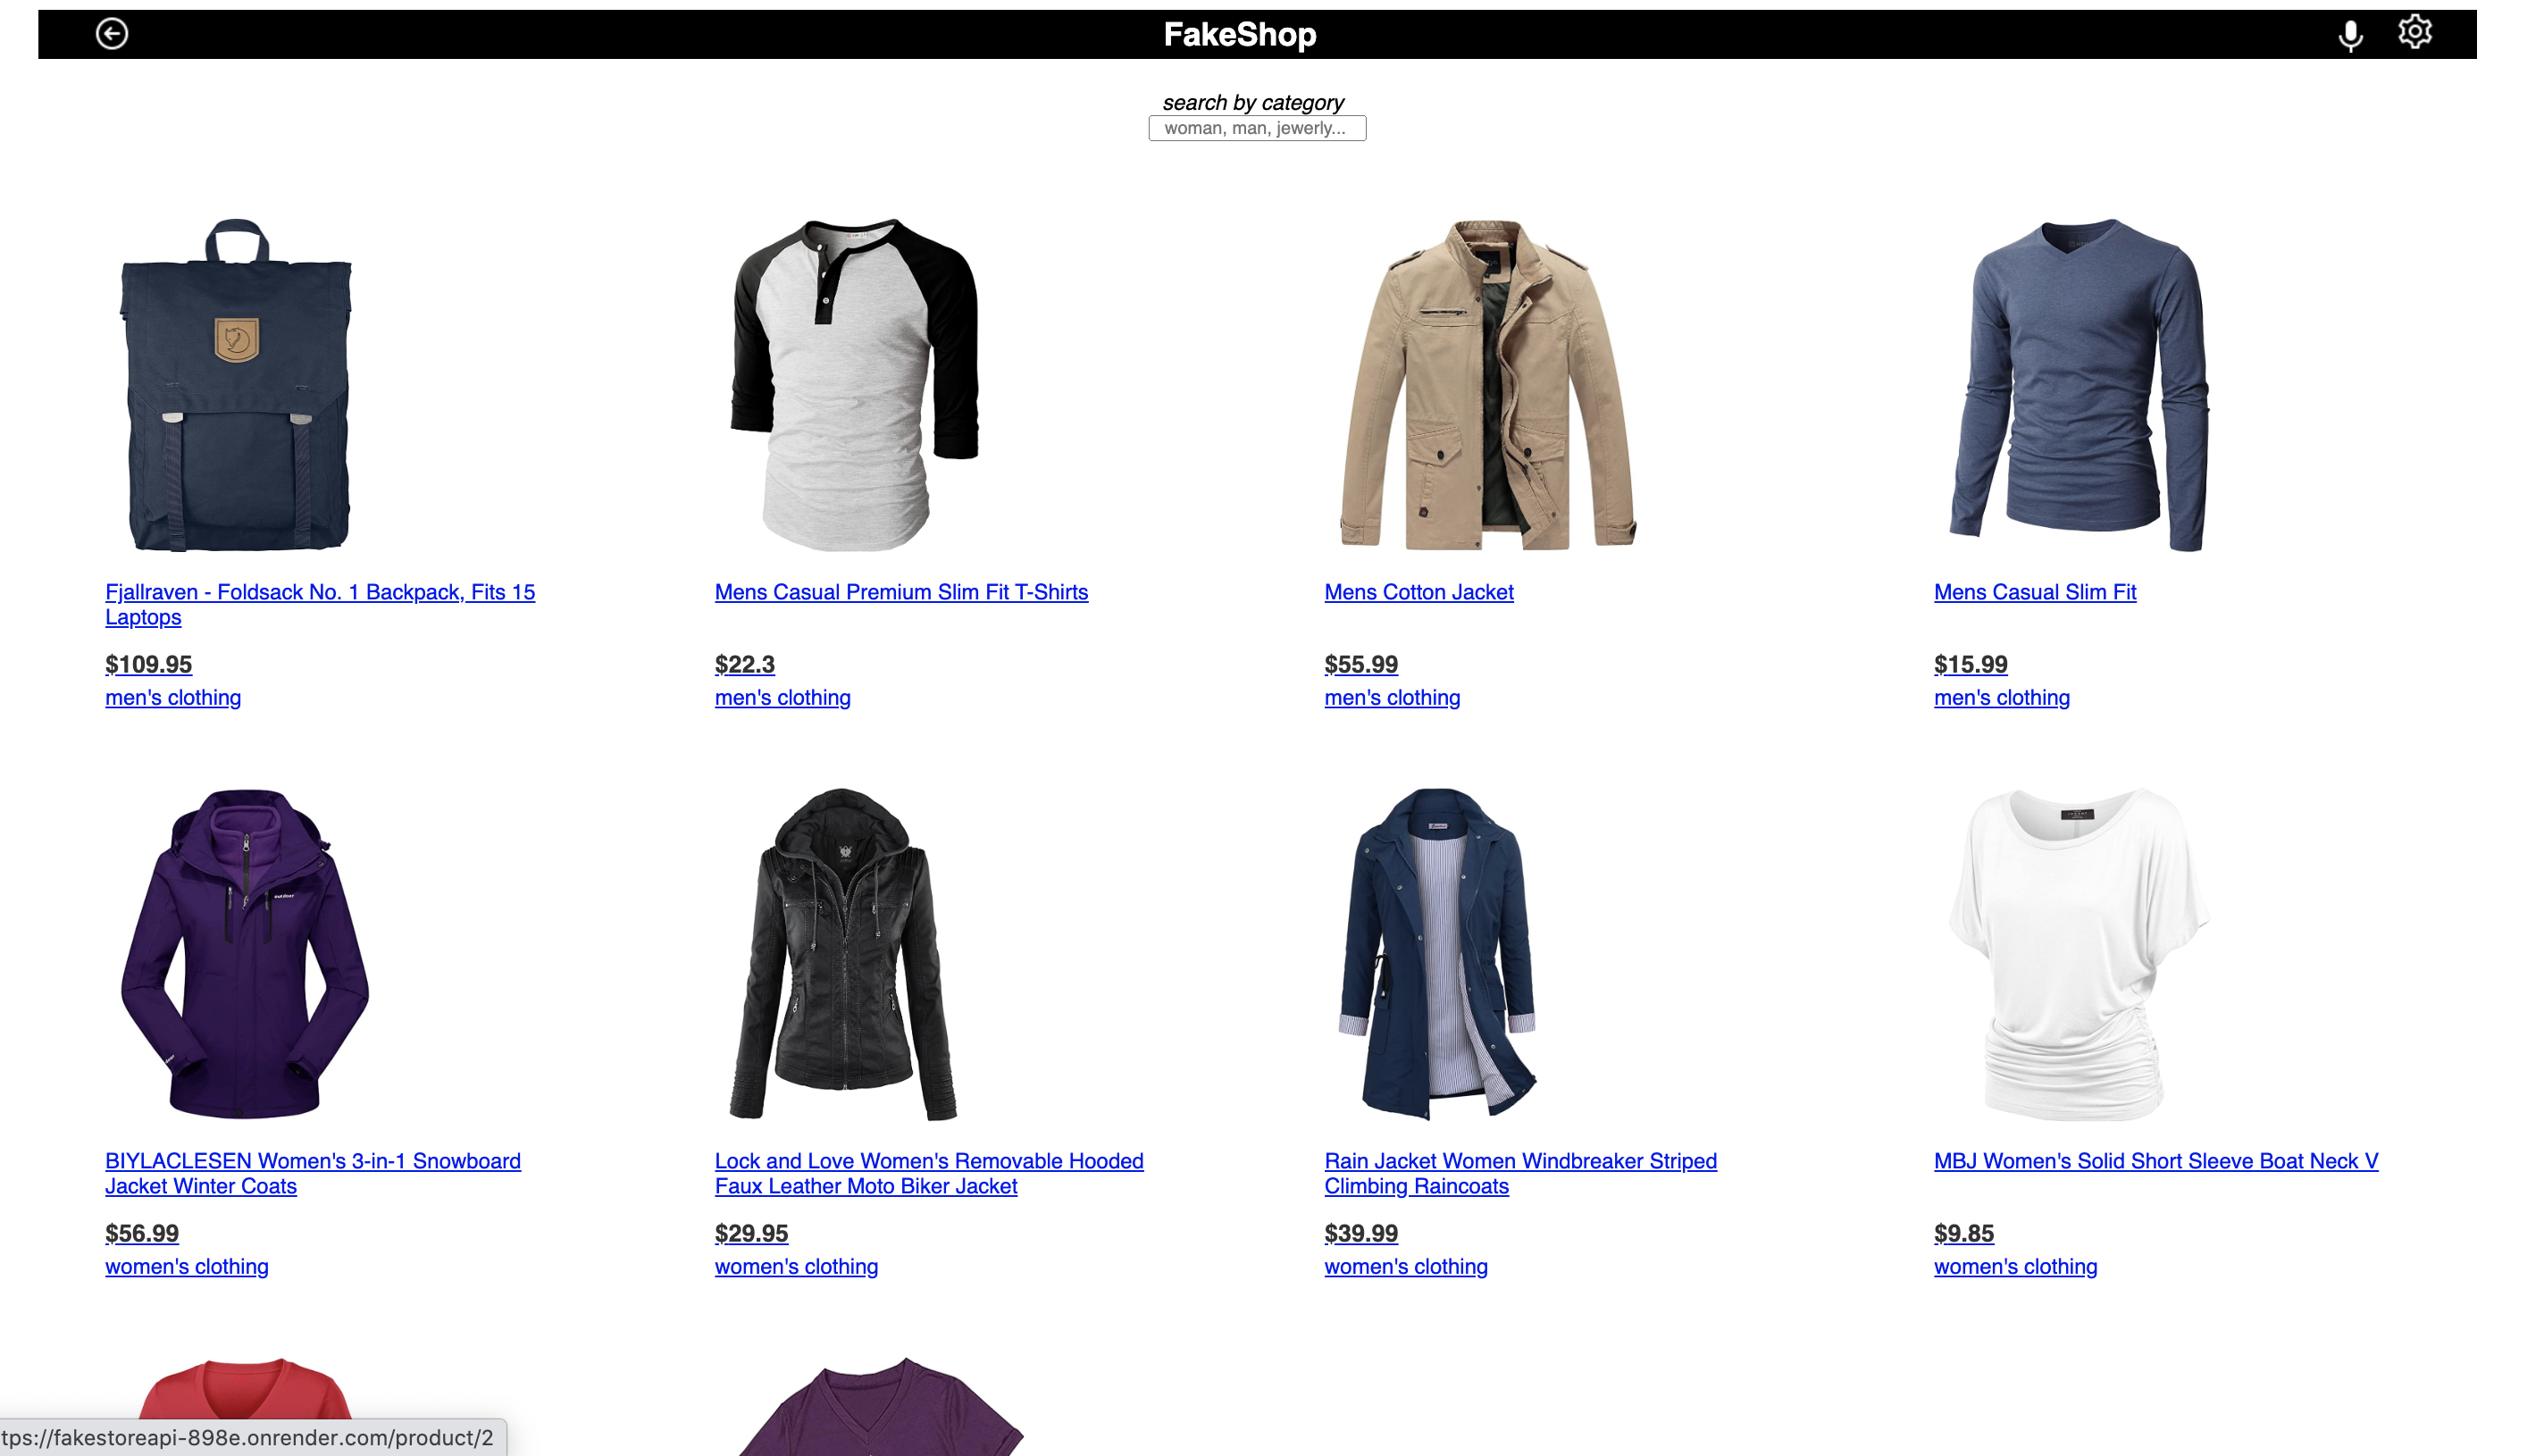 FakeShop
search by category
woman, man, jewerly...
Fjallraven - Foldsack No. 1 Backpack, Fits 15
Laptops
$109.95
men's clothing
Mens Casual Premium Slim Fit T-Shirts
$22.3
men's clothing
Mens Cotton Jacket
$55.99
men's clothing
Mens Casual Slim Fit
$15.99
men's clothing
outdoor
BIYLACLESEN Women's 3-in-1 Snowboard
Jacket Winter Coats
$56.99
women's clothing
Lock and Love Women's Removable Hooded
Faux Leather Moto Biker Jacket
$29.95
women's clothing
Rain Jacket Women Windbreaker Striped
Climbing Raincoats
$39.99
women's clothing
MBJ Women's Solid Short Sleeve Boat Neck V
$9.85
women's clothing
tps://fakestoreapi-898e.onrender.com/product/2